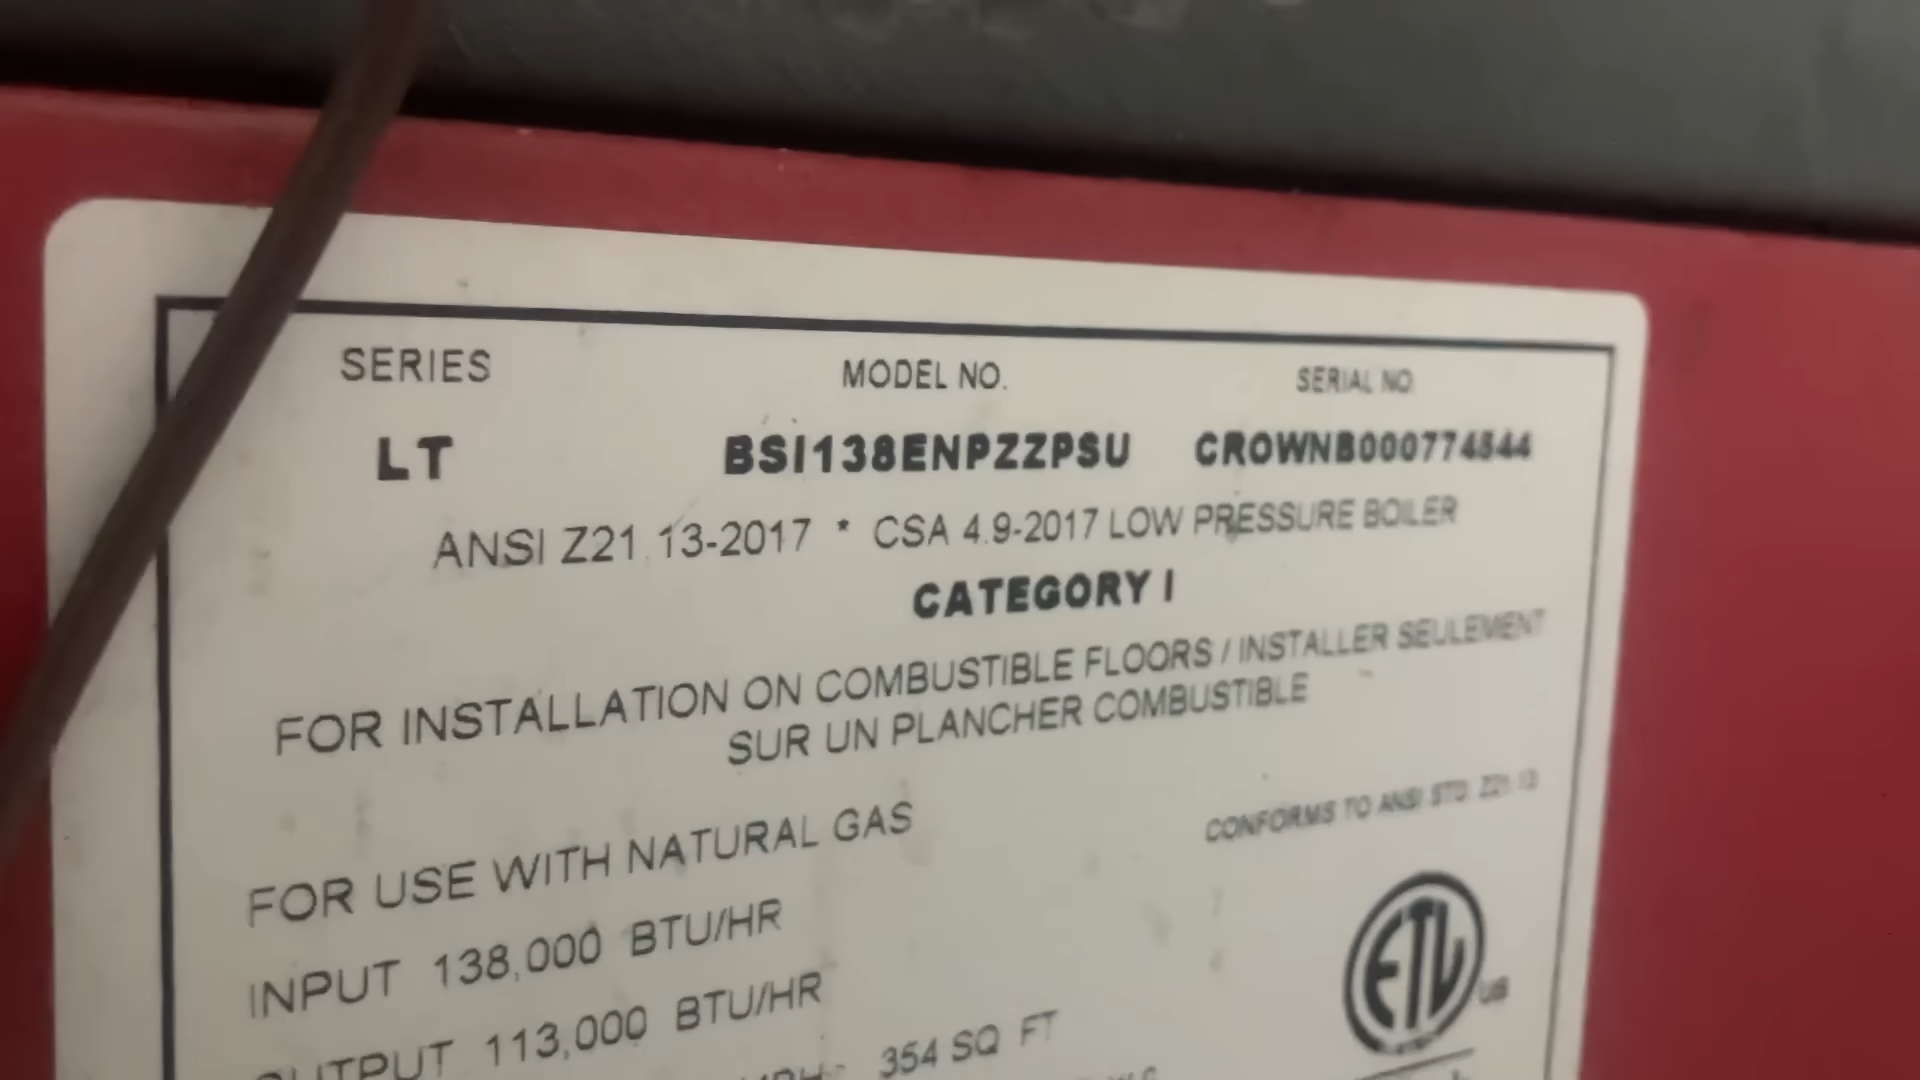 SERIES MODEL NO. SERIAL NO.
LT BSI138ENPZZPSU CROWNB000774544
ANSI Z21.13-2017 * CSA 4.9-2017 LOW PRESSURE BOILER
CATEGORY I
FOR INSTALLATION ON COMBUSTIBLE FLOORS / INSTALLER SEULEMENT
SUR UN PLANCHER COMBUSTIBLE
CONFORMS TO ANSI STD. Z21.13
FOR USE WITH NATURAL GAS
INPUT 138,000 BTU/HR
ETL US
OUTPUT 113,000 BTU/HR
354 SQ FT